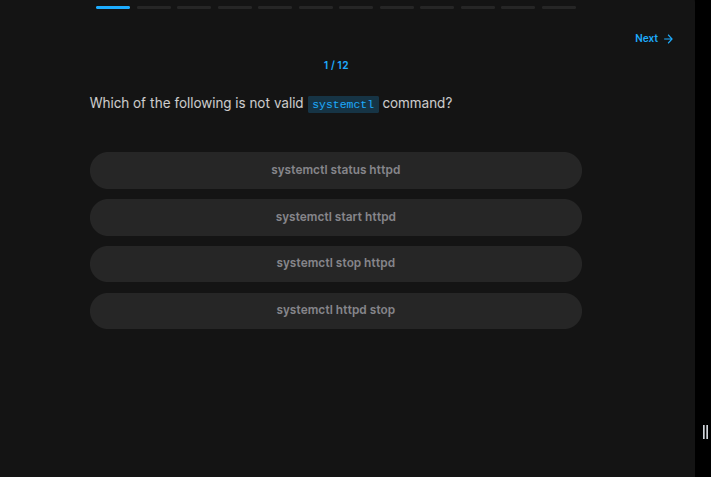 Next →
1 / 12
Which of the following is not valid systemctl command?
systemctl status httpd
systemctl start httpd
systemctl stop httpd
systemctl httpd stop